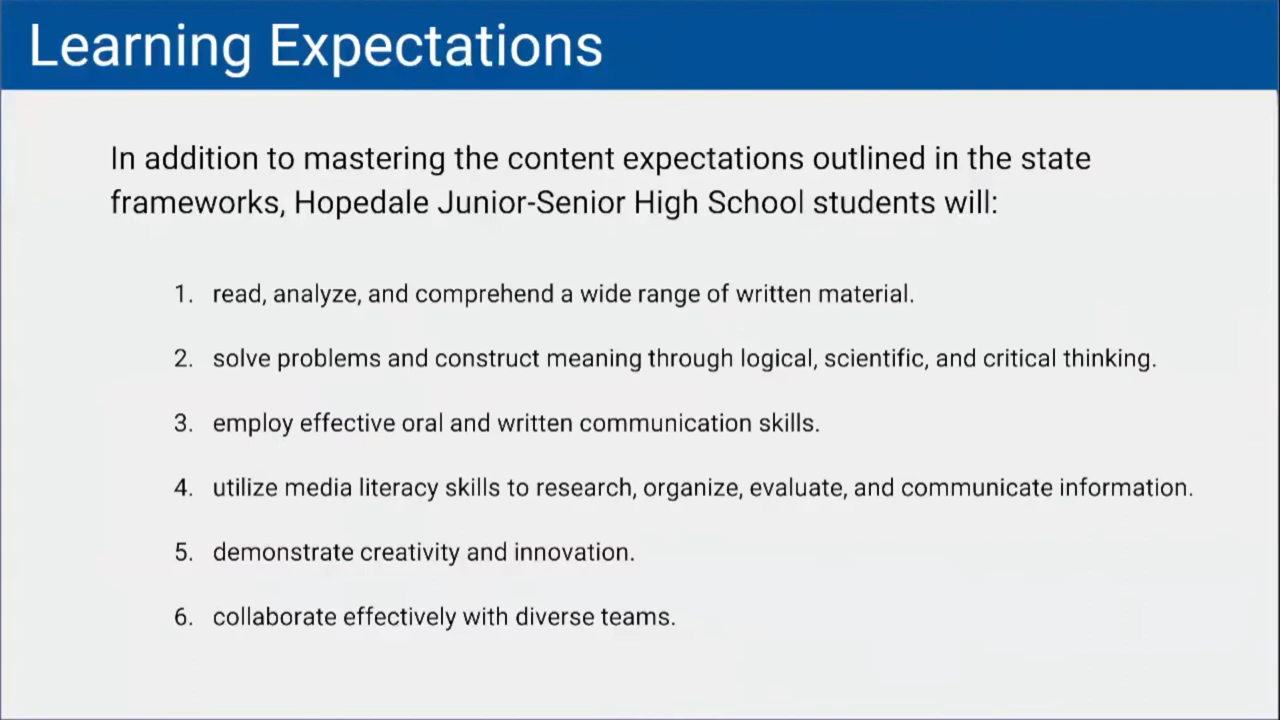 Learning Expectations
In addition to mastering the content expectations outlined in the state
frameworks, Hopedale Junior-Senior High School students will:
1. read, analyze, and comprehend a wide range of written material.
2. solve problems and construct meaning through logical, scientific, and critical thinking.
3. employ effective oral and written communication skills.
4. utilize media literacy skills to research, organize, evaluate, and communicate information.
5. demonstrate creativity and innovation.
6. collaborate effectively with diverse teams.